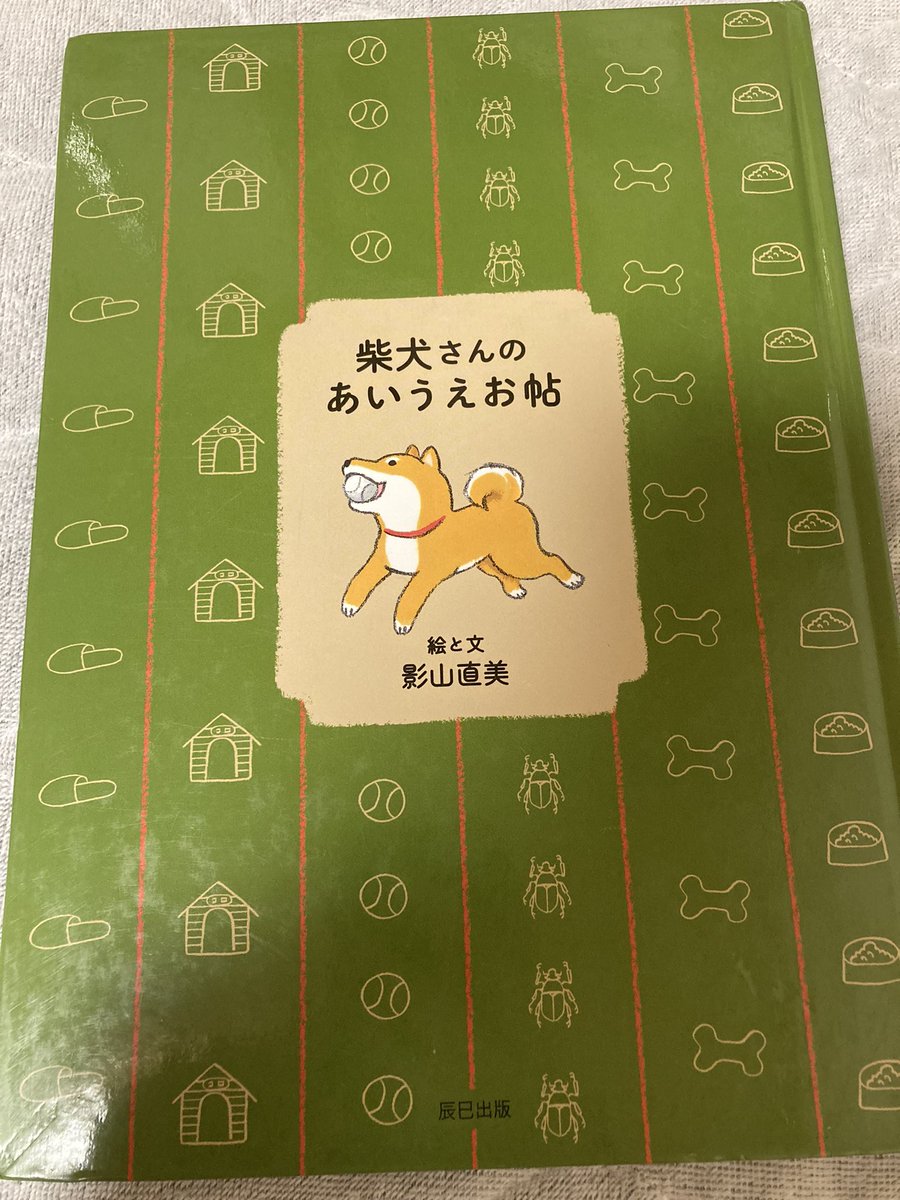 柴犬さんの
あいうえお帖
絵と文
影山直美
辰巳出版